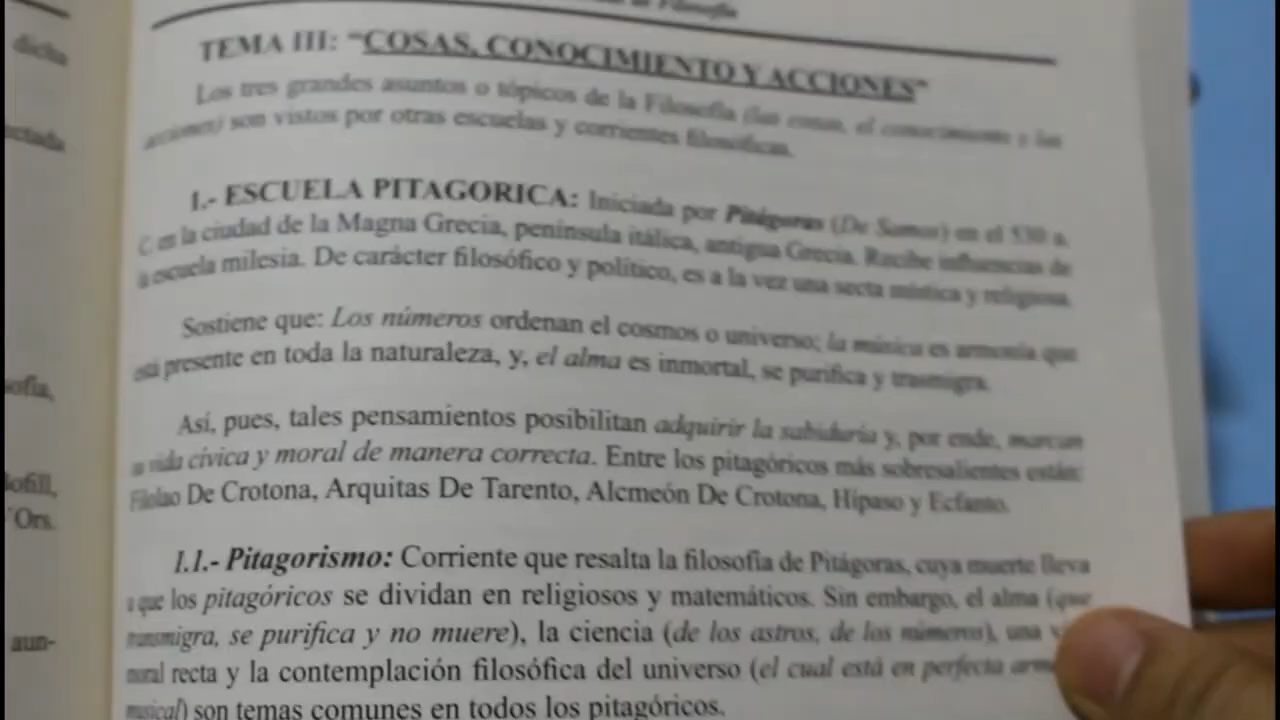 de Filosofía
TEMA III: "COSAS, CONOCIMIENTO Y ACCIONES"
Los tres grandes asuntos o tópicos de la Filosofía (las cosas, el conocimiento y las
acciones) son vistos por otras escuelas y corrientes filosóficas.
1.- ESCUELA PITAGORICA: Iniciada por Pitágoras (De Samos) en el 530 a.
C. en la ciudad de la Magna Grecia, península itálica, antigua Grecia. Recibe influencias de
la escuela milesia. De carácter filosófico y político, es a la vez una secta mística y religiosa.
Sostiene que: Los números ordenan el cosmos o universo; la música es armonía que
está presente en toda la naturaleza, y, el alma es inmortal, se purifica y trasmigra.
Así, pues, tales pensamientos posibilitan adquirir la sabiduría y, por ende, marcan
la vida cívica y moral de manera correcta. Entre los pitagóricos más sobresalientes están:
Filolao De Crotona, Arquitas De Tarento, Alcmeón De Crotona, Hipaso y Ecfanto.
1.1.- Pitagorismo: Corriente que resalta la filosofía de Pitágoras, cuya muerte lleva
a que los pitagóricos se dividan en religiosos y matemáticos. Sin embargo, el alma (que
transmigra, se purifica y no muere), la ciencia (de los astros, de los números), una
moral recta y la contemplación filosófica del universo (el cual está en perfecta
musical) son temas comunes en todos los pitagóricos.
dicha
sofía,
lofill,
'Ors.
aun-